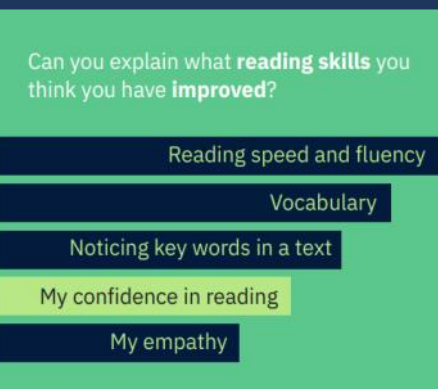 Can you explain what reading skills you
think you have improved?
Reading speed and fluency
Vocabulary
Noticing key words in a text
My confidence in reading
My empathy